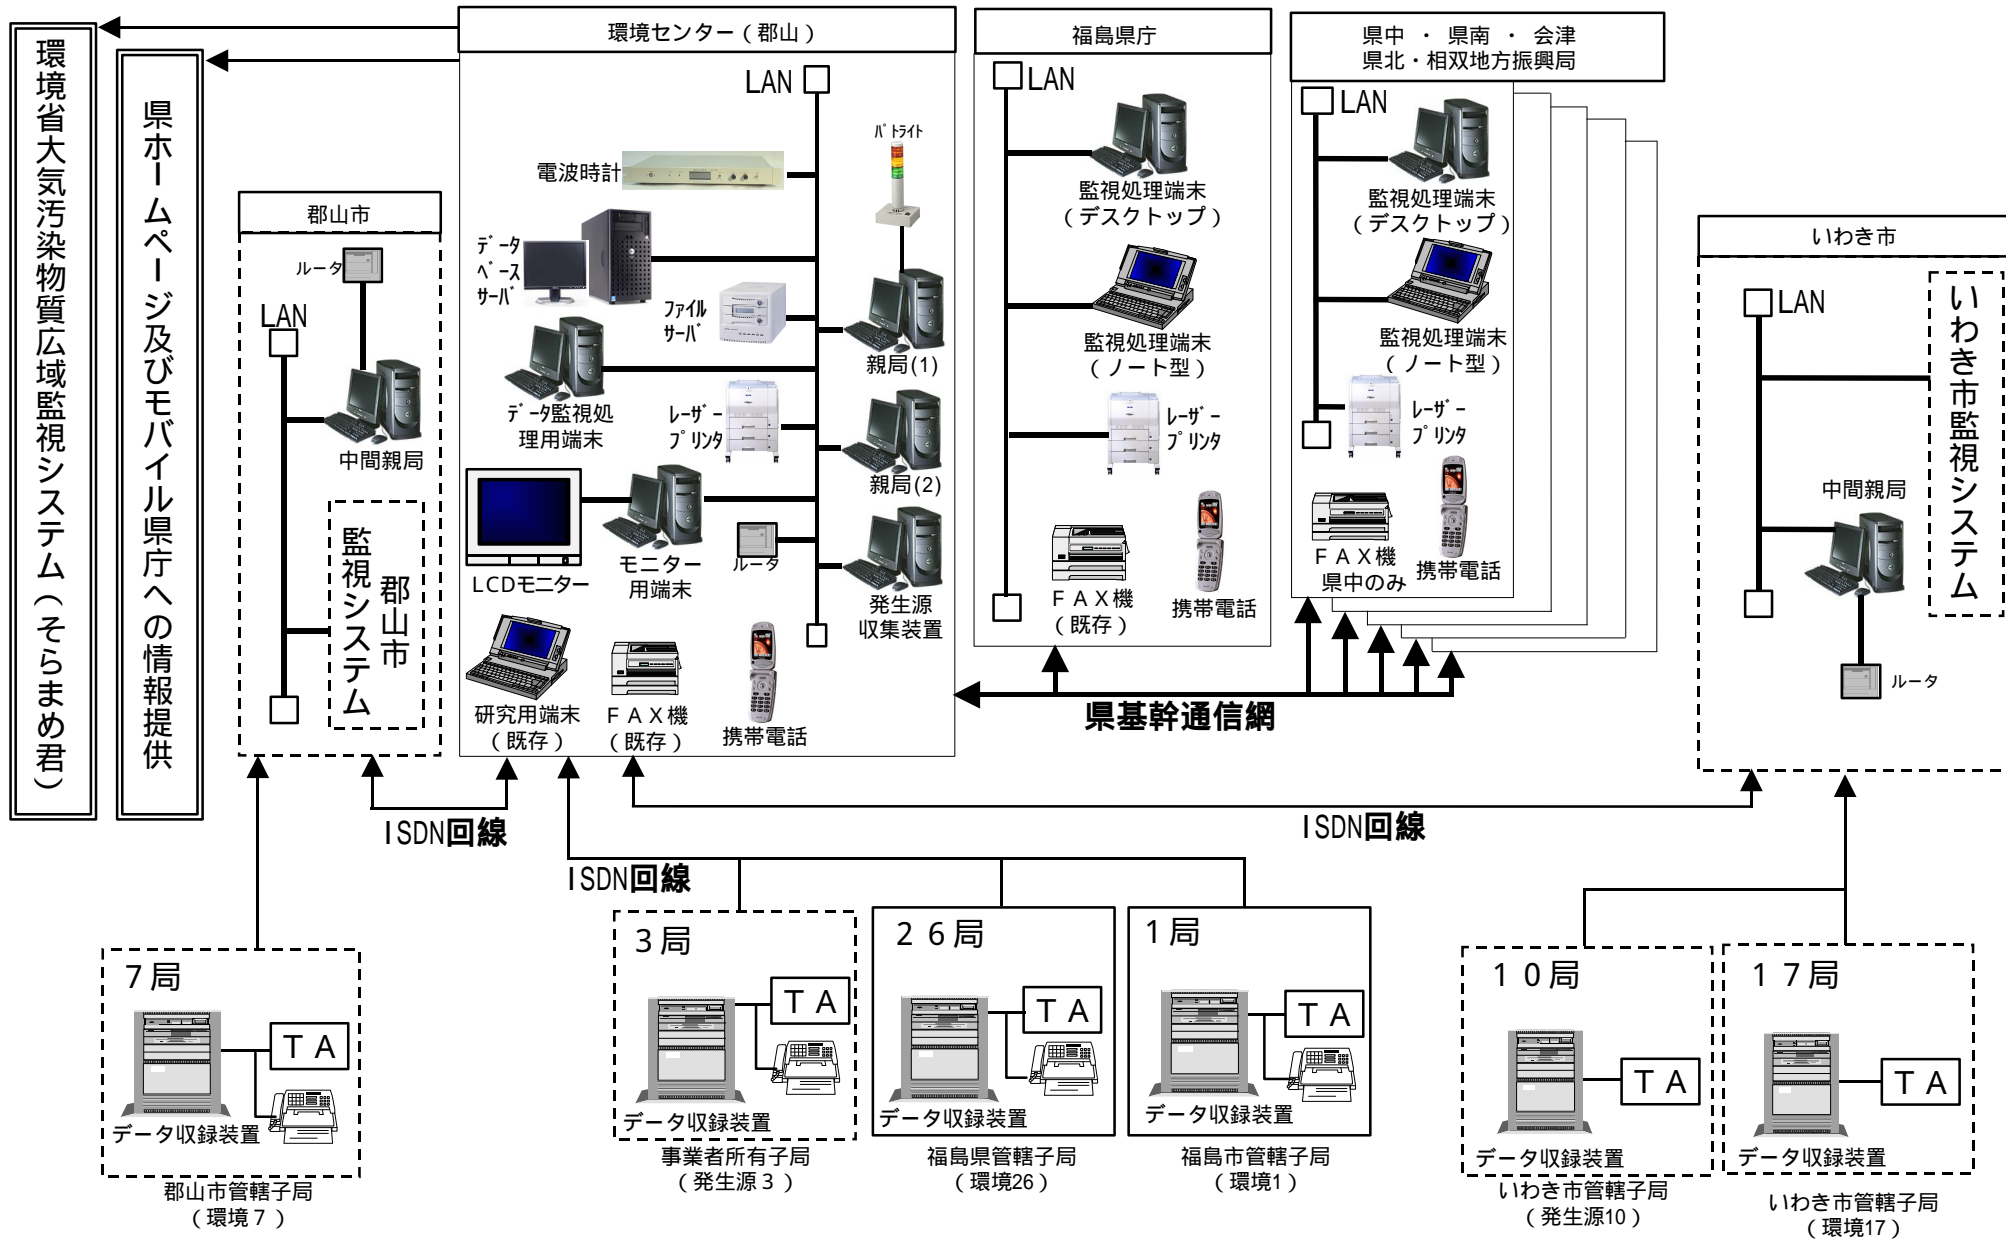 環境省大気汚染物質広域監視システム(そらまめ君)
県ホームページ及びモバイル県庁への情報提供
郡山市
ルータ
LAN
中間親局
郡山市
監視システム
環境センター(郡山)
LAN
電波時計
パトライト
データ
ベース
サーバ
ファイル
サーバ
親局(1)
データ監視処
理用端末
レーザー
プリンタ
親局(2)
LCDモニター
モニター
用端末
ルータ
発生源
収集装置
研究用端末
(既存)
FAX機
(既存)
携帯電話
福島県庁
LAN
監視処理端末
(デスクトップ)
監視処理端末
(ノート型)
レーザー
プリンタ
FAX機
(既存)
携帯電話
県中 ・ 県南 ・ 会津
県北・相双地方振興局
LAN
監視処理端末
(デスクトップ)
監視処理端末
(ノート型)
レーザー
プリンタ
FAX機
県中のみ
携帯電話
県基幹通信網
いわき市
LAN
いわき市監視システム
中間親局
ルータ
ISDN回線
ISDN回線
ISDN回線
7局
TA
データ収録装置
郡山市管轄子局
(環境7)
3局
TA
データ収録装置
事業者所有子局
(発生源3)
26局
TA
データ収録装置
福島県管轄子局
(環境26)
1局
TA
データ収録装置
福島市管轄子局
(環境1)
10局
TA
データ収録装置
いわき市管轄子局
(発生源10)
17局
TA
データ収録装置
いわき市管轄子局
(環境17)